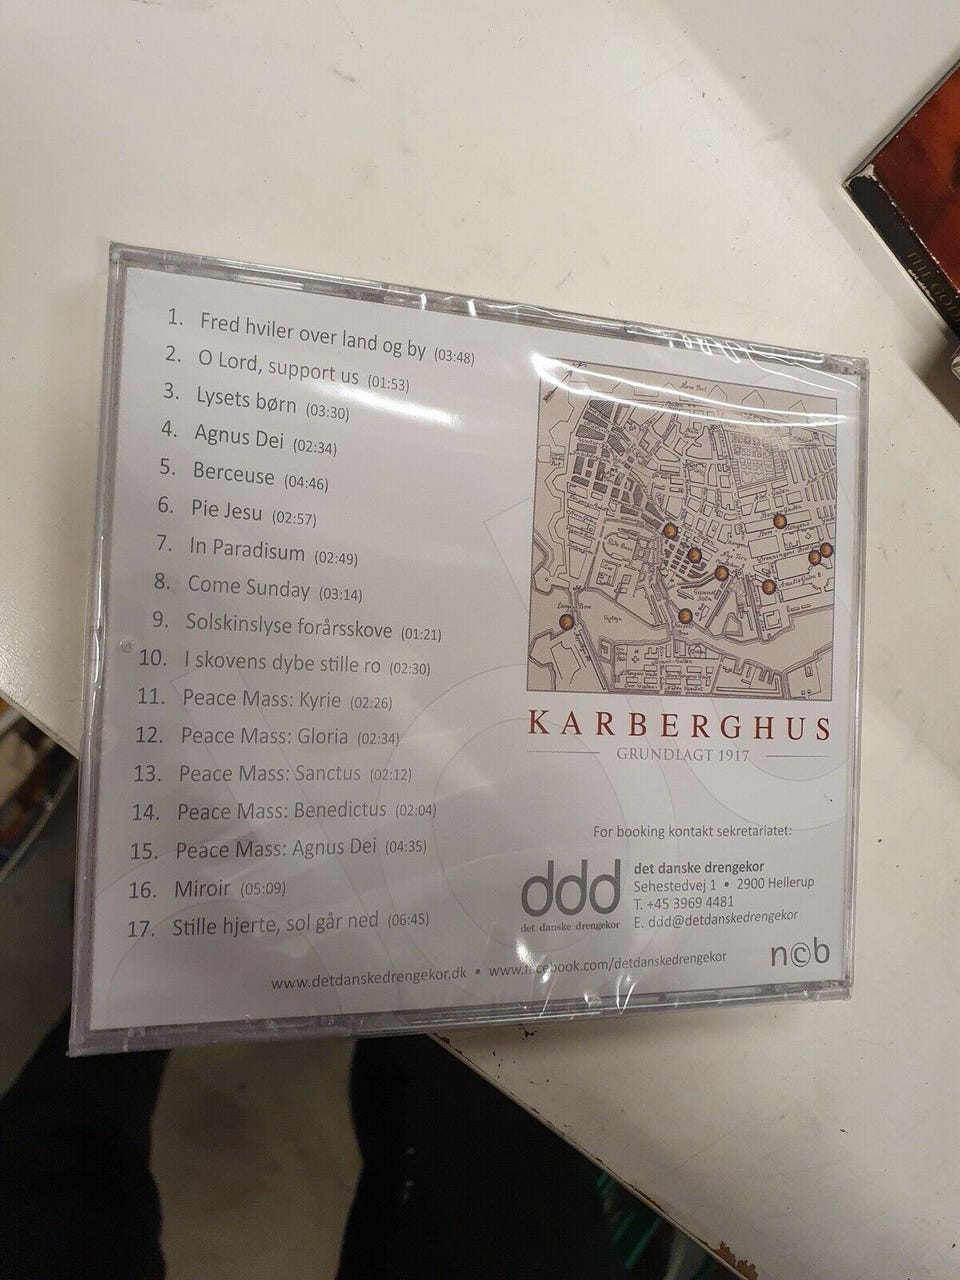 1. Fred hviler over land og by (03:48)
2. O Lord, support us (01:53)
3. Lysets børn (03:30)
4. Agnus Dei (02:34)
5. Berceuse (04:46)
6. Pie Jesu (02:57)
7. In Paradisum (02:49)
8. Come Sunday (03:14)
9. Solskinslyse forårsskove (01:21)
10. I skovens dybe stille ro (02:30)
11. Peace Mass: Kyrie (02:26)
12. Peace Mass: Gloria (02:34)
13. Peace Mass: Sanctus (02:12)
14. Peace Mass: Benedictus (02:04)
15. Peace Mass: Agnus Dei (04:35)
16. Miroir (05:09)
17. Stille hjerte, sol går ned (06:45)
KARBERGHUS
GRUNDLAGT 1917
For booking kontakt sekretariatet:
ddd
det danske drengekor
det danske drengekor
Sehestedvej 1 • 2900 Hellerup
T. +45 3969 4481
E. ddd@detdanskedrengekor
n©b
www.detdanskedrengekor.dk • www.facebook.com/detdanskedrengekor
THE